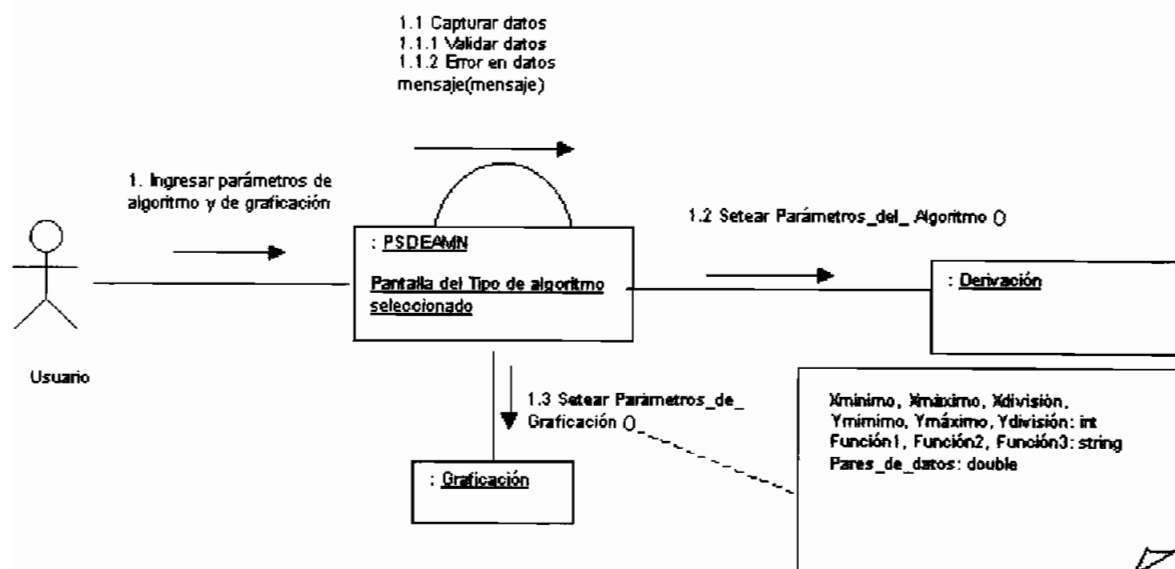 1.1 Capturar datos
1.1.1 Validar datos
1.1.2 Error en datos
mensaje(mensaje)
1. Ingresar parámetros de
algoritmo y de graficación
1.2 Setear Parámetros_del_ Algoritmo ()
: PSDEAMN
Pantalla del Tipo de algoritmo
seleccionado
: Derivación
Usuario
1.3 Setear Parámetros_de_
Graficación ()
: Graficación
Xmínimo, Xmáximo, Xdivisión,
Ymimimo, Ymáximo, Ydivisión: int
Función1, Función2, Función3: string
Pares_de_datos: double